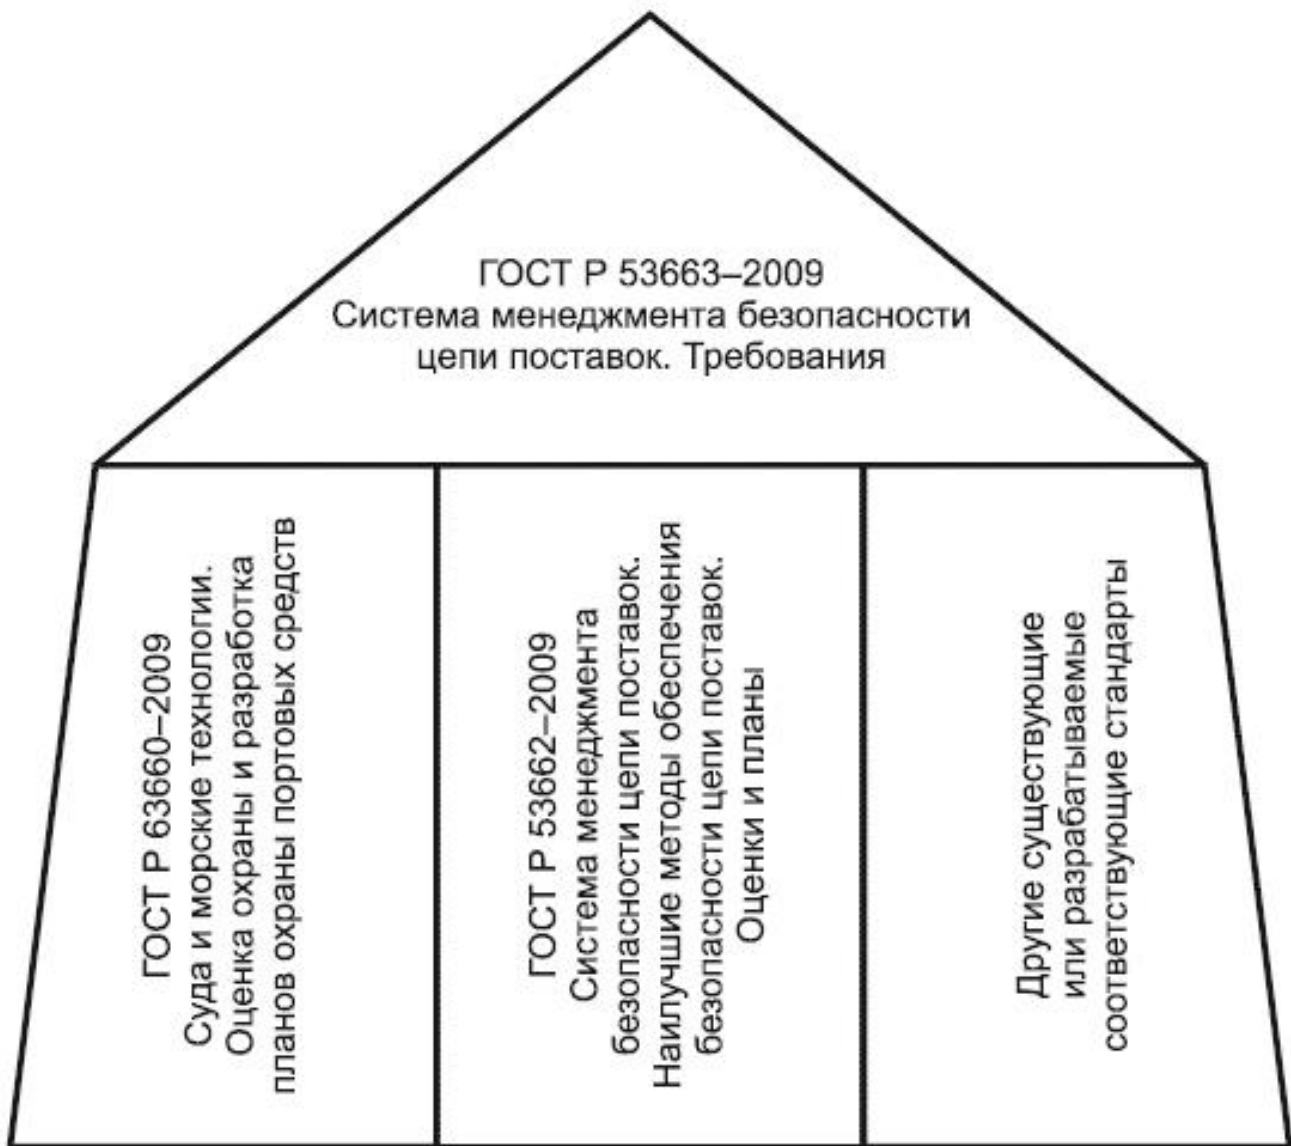 ГОСТ Р 53663–2009
Система менеджмента безопасности
цепи поставок. Требования
ГОСТ Р 63660–2009
Суда и морские технологии.
Оценка охраны и разработка
планов охраны портовых средств
ГОСТ Р 53662–2009
Система менеджмента
безопасности цепи поставок.
Наилучшие методы обеспечения
безопасности цепи поставок.
Оценки и планы
Другие существующие
или разрабатываемые
соответствующие стандарты